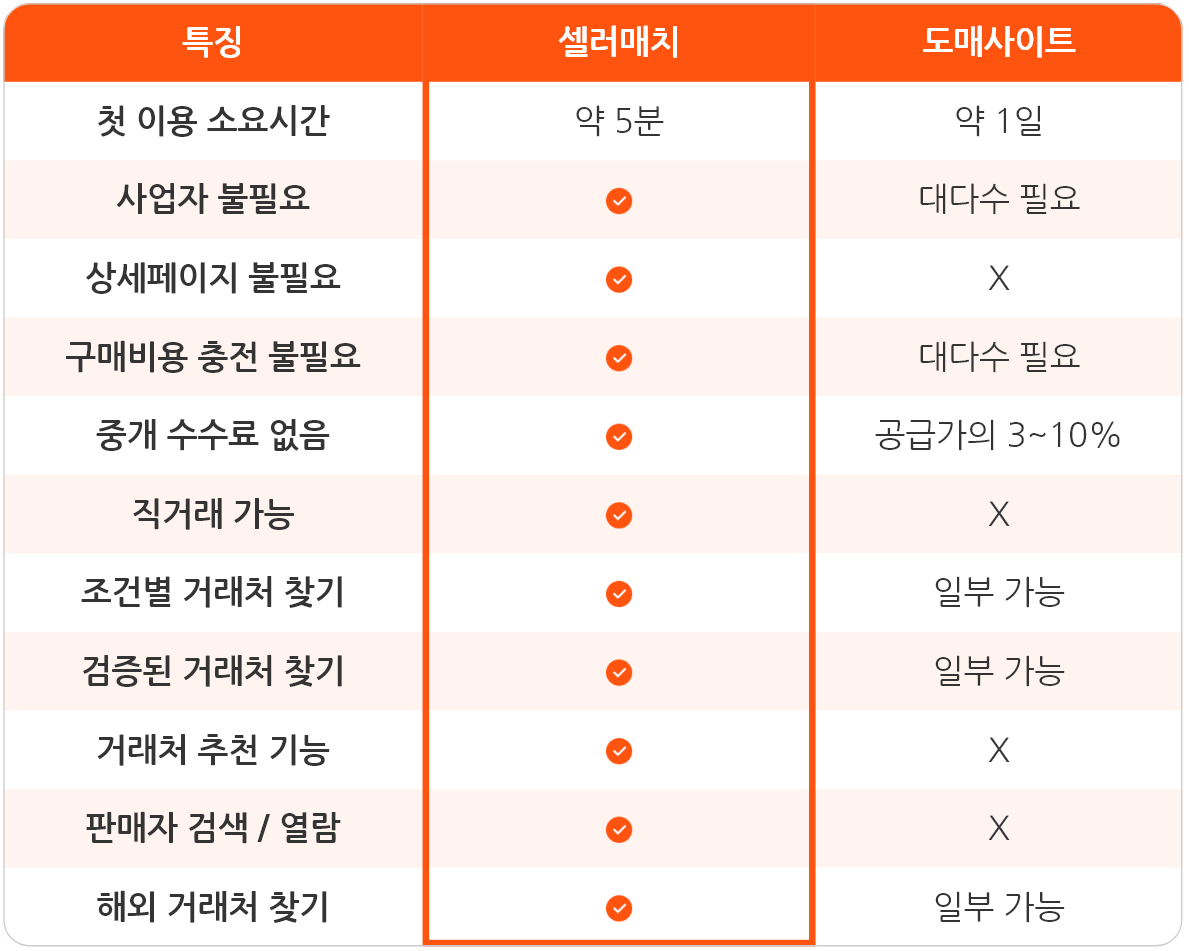 특징 셀러매치 도매사이트
첫 이용 소요시간 약 5분 약 1일
사업자 불필요 대다수 필요
상세페이지 불필요 X
구매비용 충전 불필요 대다수 필요
중개 수수료 없음 공급가의 3~10%
직거래 가능 X
조건별 거래처 찾기 일부 가능
검증된 거래처 찾기 일부 가능
거래처 추천 기능 X
판매자 검색 / 열람 X
해외 거래처 찾기 일부 가능